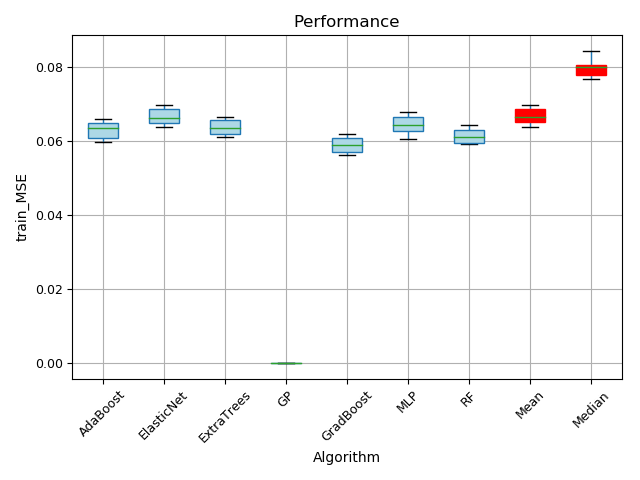 Performance
train_MSE
0.08
0.06
0.04
0.02
0.00
AdaBoost
ElasticNet
ExtraTrees
GP
GradBoost
MLP
RF
Mean
Median
Algorithm